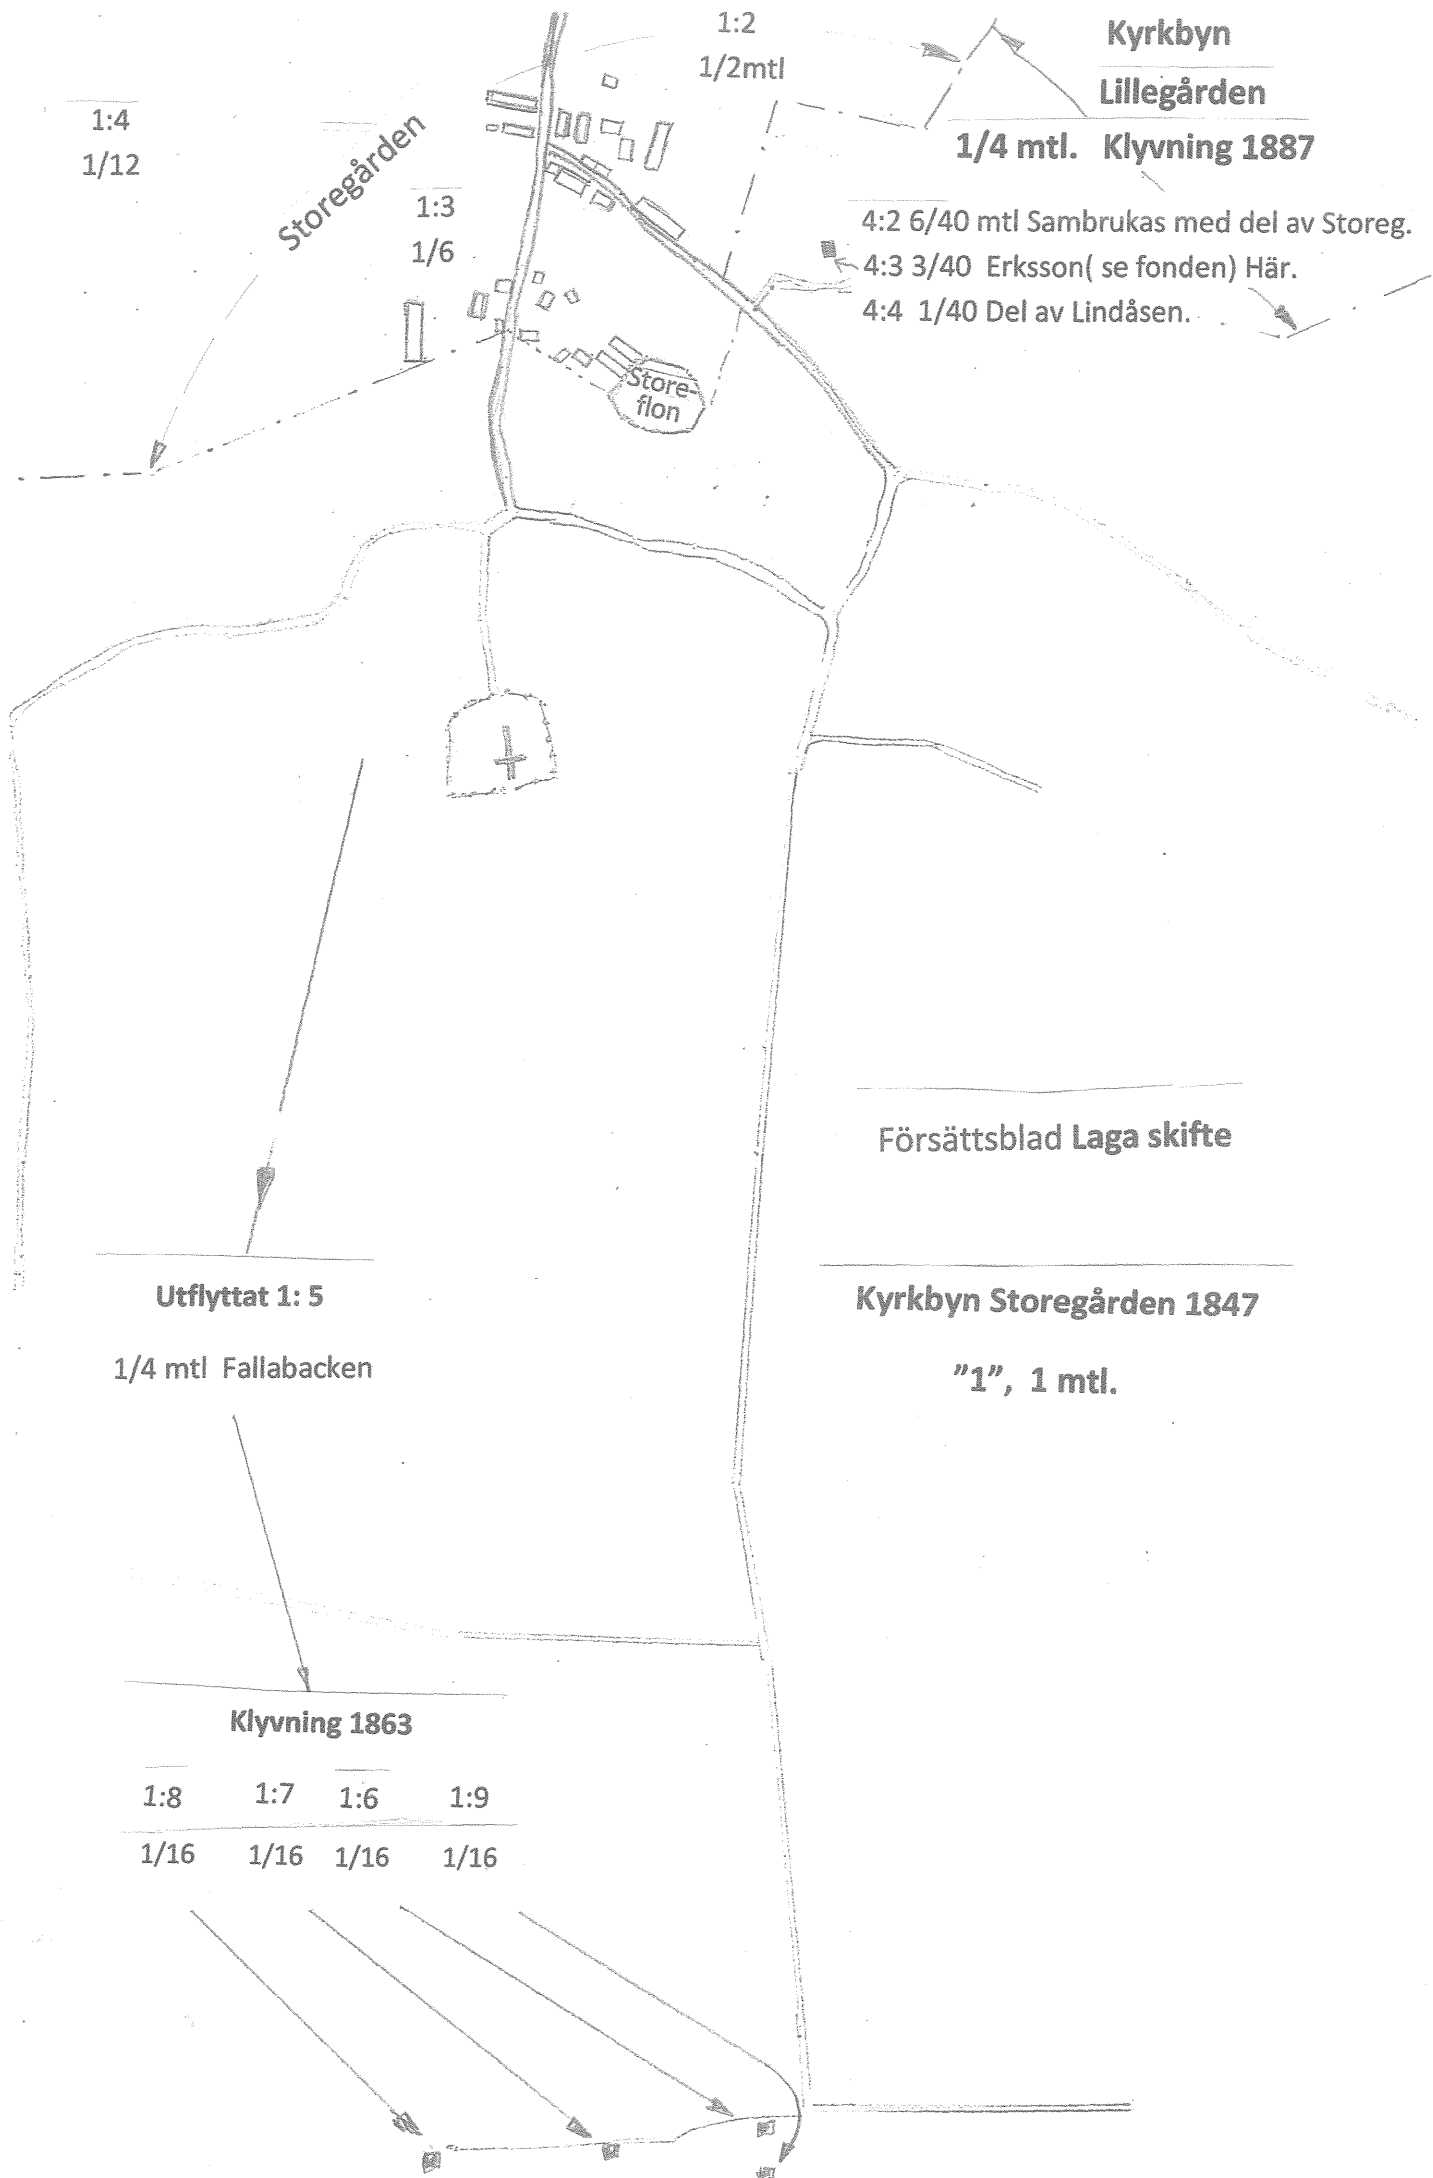 1:2
1/2mtl
Kyrkbyn
Lillegården
1/4 mtl. Klyvning 1887
4:2 6/40 mtl Sambrukas med del av Storeg.
4:3 3/40 Erksson( se fonden) Här.
4:4 1/40 Del av Lindåsen.
1:4
1/12
Storegården
1:3
1/6
Store-
flon
Försättsblad Laga skifte
Kyrkbyn Storegården 1847
”1”, 1 mtl.
Utflyttat 1: 5
1/4 mtl Fallabacken
Klyvning 1863
1:8 1:7 1:6 1:9
1/16 1/16 1/16 1/16